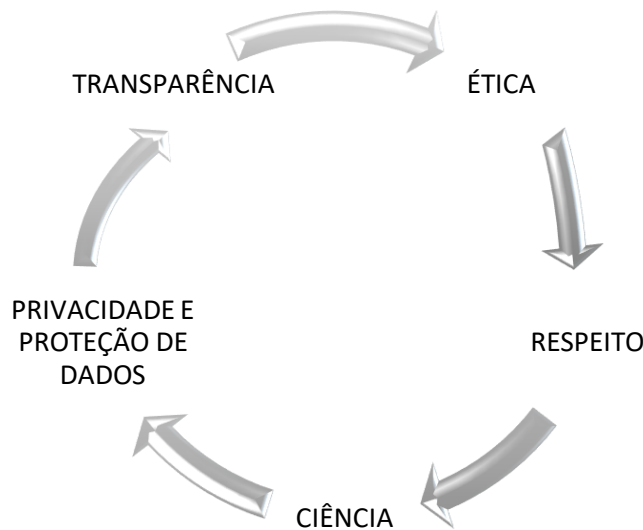 TRANSPARÊNCIA
ÉTICA
RESPEITO
CIÊNCIA
PRIVACIDADE E
PROTEÇÃO DE
DADOS